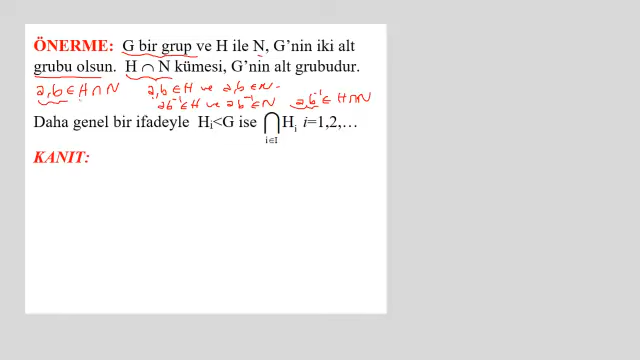 ÖNERME: G bir grup ve H ile N, G'nin iki alt
grubu olsun. H ∩ N kümesi, G'nin alt grubudur.
a,b ∈ H ∩ N a,b ∈ H ve a,b ∈ N.
ab⁻¹ ∈ H ve ab⁻¹ ∈ N a,b⁻¹ ∈ H ∩ N
Daha genel bir ifadeyle Hᵢ<G ise ⋂ Hᵢ i=1,2,…
i∈I
KANIT: